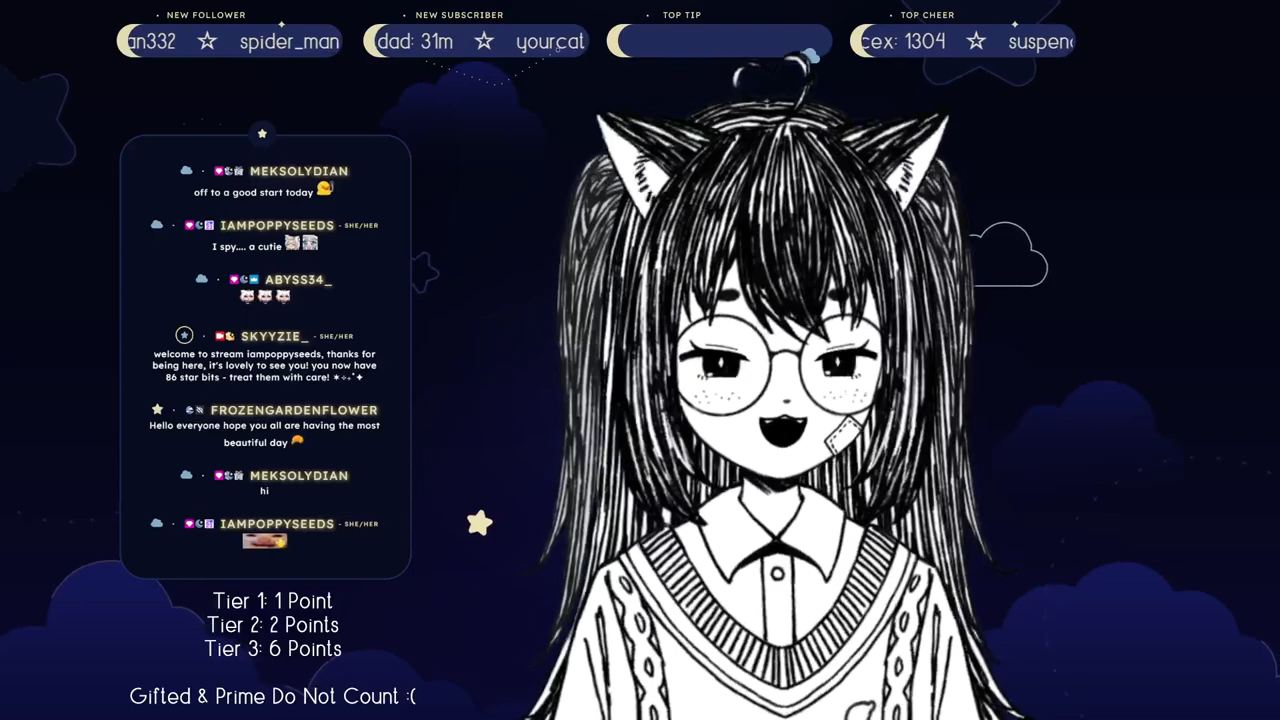 NEW FOLLOWER
an332 ☆ spider_man
NEW SUBSCRIBER
dad: 31m ☆ yourcat
TOP TIP
TOP CHEER
cex: 1304 ☆ suspen
MEKSOLYDIAN
off to a good start today
IAMPOPPYSEEDS - SHE/HER
I spy.... a cutie
ABYSS34_
SKYYZIE_ - SHE/HER
welcome to stream iampoppyseeds, thanks for
being here, it's lovely to see you! you now have
86 star bits - treat them with care!
FROZENGARDENFLOWER
Hello everyone hope you all are having the most
beautiful day
MEKSOLYDIAN
hi
IAMPOPPYSEEDS - SHE/HER
Tier 1: 1 Point
Tier 2: 2 Points
Tier 3: 6 Points
Gifted & Prime Do Not Count :(